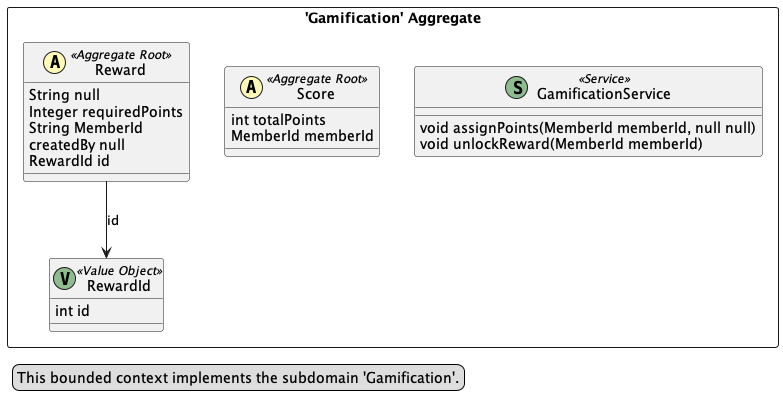 'Gamification' Aggregate
A
«Aggregate Root»
Reward
String null
Integer requiredPoints
String MemberId
createdBy null
RewardId id
A
«Aggregate Root»
Score
int totalPoints
MemberId memberId
S
«Service»
GamificationService
void assignPoints(MemberId memberId, null null)
void unlockReward(MemberId memberId)
id
V
«Value Object»
RewardId
int id
This bounded context implements the subdomain 'Gamification'.